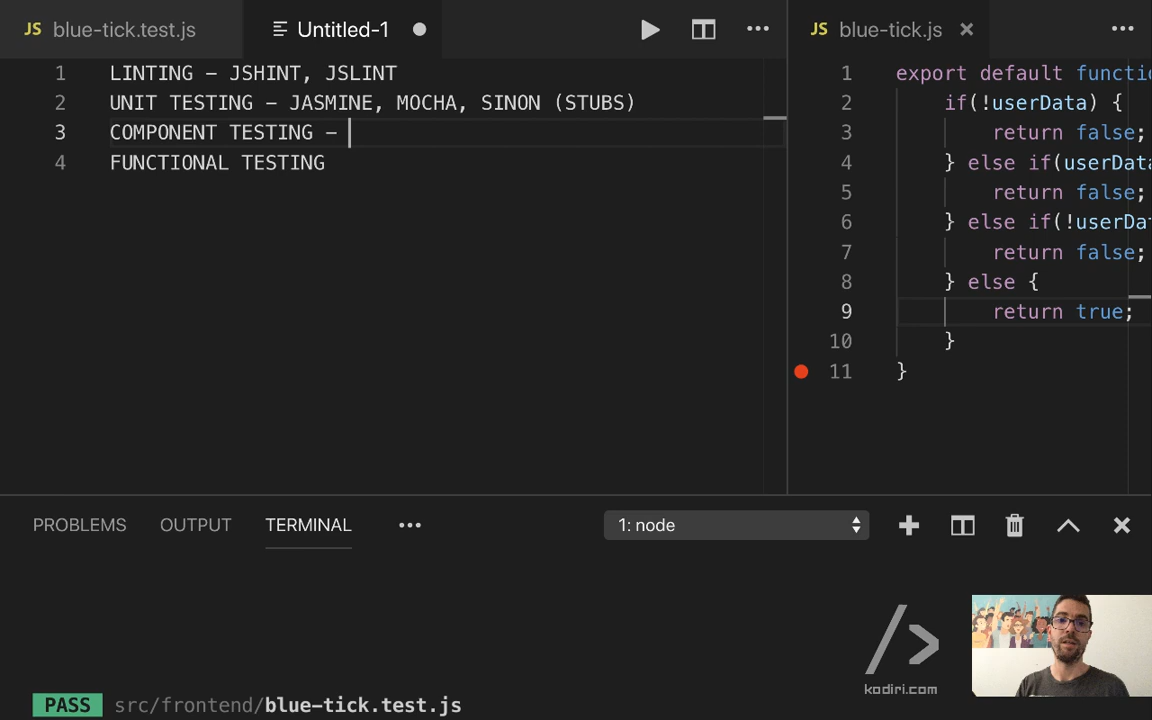 JS blue-tick.test.js
Untitled-1
JS blue-tick.js
1 LINTING - JSHINT, JSLINT
2 UNIT TESTING - JASMINE, MOCHA, SINON (STUBS)
3 COMPONENT TESTING -
4 FUNCTIONAL TESTING
1 export default functio
2 if(!userData) {
3 return false;
4 } else if(userData
5 return false;
6 } else if(!userDat
7 return false;
8 } else {
9 return true;
10 }
11 }
PROBLEMS OUTPUT TERMINAL
1: node
/>
kodiri.com
PASS src/frontend/blue-tick.test.js